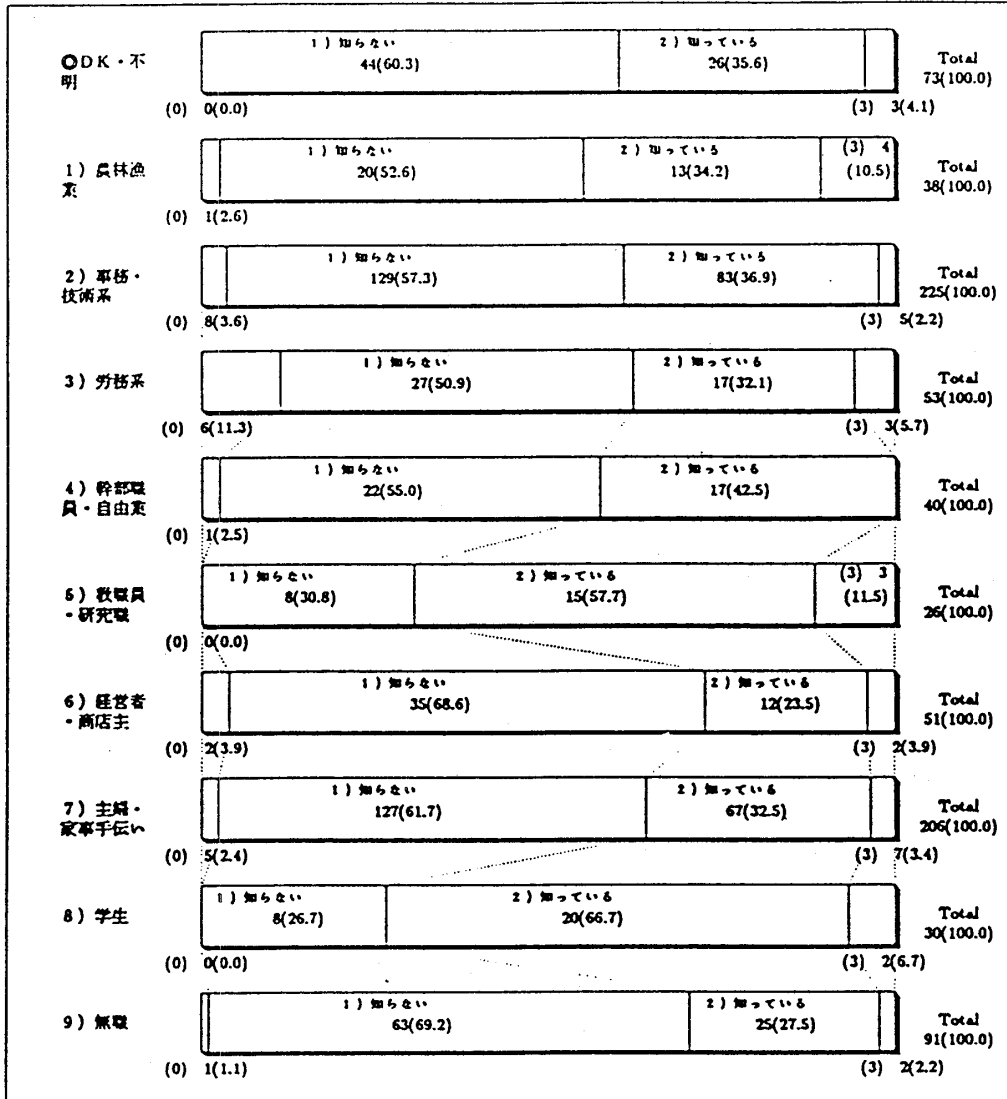 1) 知らない 2) 知っている
◎DK・不
明
44(60.3) 26(35.6)
Total
73(100.0)
(0) 0(0.0) (3) 3(4.1)
1) 知らない 2) 知っている (3) 4
1) 農林漁
業
20(52.6) 13(34.2) (10.5)
Total
38(100.0)
(0) 1(2.6)
1) 知らない 2) 知っている
2) 事務・
技術系
129(57.3) 83(36.9)
Total
225(100.0)
(0) 8(3.6) (3) 5(2.2)
1) 知らない 2) 知っている
3) 労務系
27(50.9) 17(32.1)
Total
53(100.0)
(0) 6(11.3) (3) 3(5.7)
1) 知らない 2) 知っている
4) 幹部職
員・自由業
22(55.0) 17(42.5)
Total
40(100.0)
(0) 1(2.5)
1) 知らない 2) 知っている (3) 3
5) 教職員
・研究職
8(30.8) 15(57.7) (11.5)
Total
26(100.0)
(0) 0(0.0)
1) 知らない 2) 知っている
6) 経営者
・商店主
35(68.6) 12(23.5)
Total
51(100.0)
(0) 2(3.9) (3) 2(3.9)
1) 知らない 2) 知っている
7) 主婦・
家事手伝い
127(61.7) 67(32.5)
Total
206(100.0)
(0) 5(2.4) (3) 7(3.4)
1) 知らない 2) 知っている
8) 学生
8(26.7) 20(66.7)
Total
30(100.0)
(0) 0(0.0) (3) 2(6.7)
1) 知らない 2) 知っている
9) 無職
63(69.2) 25(27.5)
Total
91(100.0)
(0) 1(1.1) (3) 2(2.2)